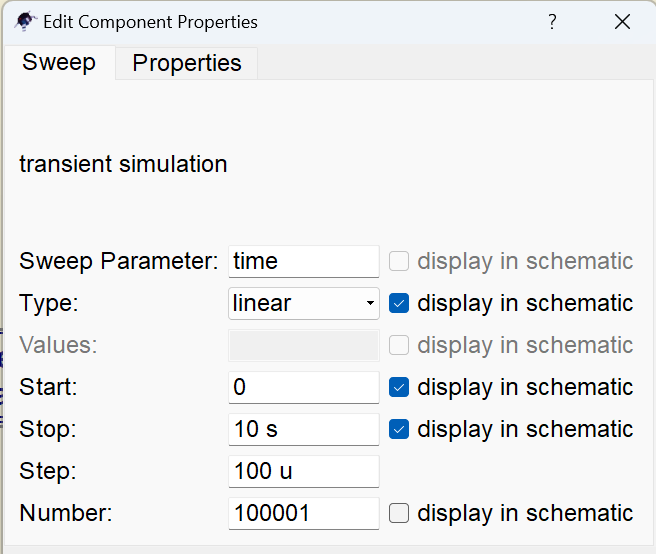 Edit Component Properties ?
Sweep Properties
transient simulation
Sweep Parameter: time display in schematic
Type: linear display in schematic
Values: display in schematic
Start: 0 display in schematic
Stop: 10 s display in schematic
Step: 100 u
Number: 100001 display in schematic